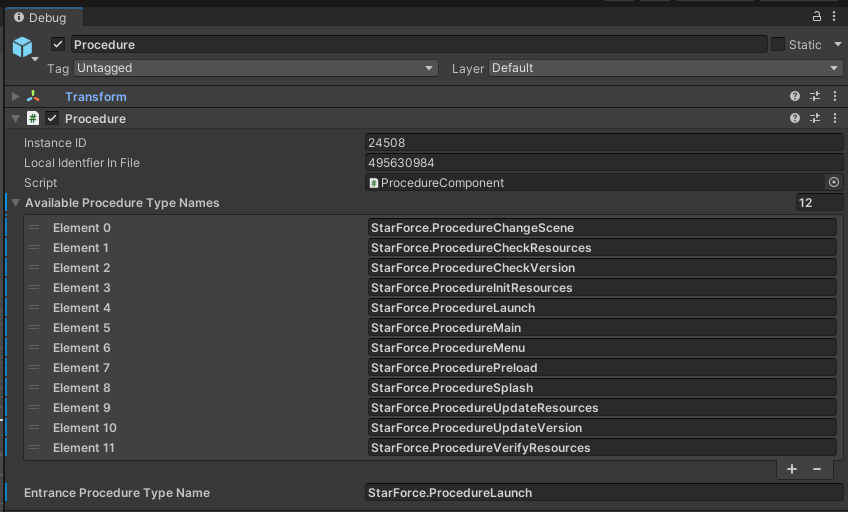 Debug
Procedure
Static
Tag Untagged Layer Default
Transform
Procedure
Instance ID 24508
Local Identfier In File 495630984
Script ProcedureComponent
Available Procedure Type Names 12
Element 0 StarForce.ProcedureChangeScene
Element 1 StarForce.ProcedureCheckResources
Element 2 StarForce.ProcedureCheckVersion
Element 3 StarForce.ProcedureInitResources
Element 4 StarForce.ProcedureLaunch
Element 5 StarForce.ProcedureMain
Element 6 StarForce.ProcedureMenu
Element 7 StarForce.ProcedurePreload
Element 8 StarForce.ProcedureSplash
Element 9 StarForce.ProcedureUpdateResources
Element 10 StarForce.ProcedureUpdateVersion
Element 11 StarForce.ProcedureVerifyResources
Entrance Procedure Type Name StarForce.ProcedureLaunch